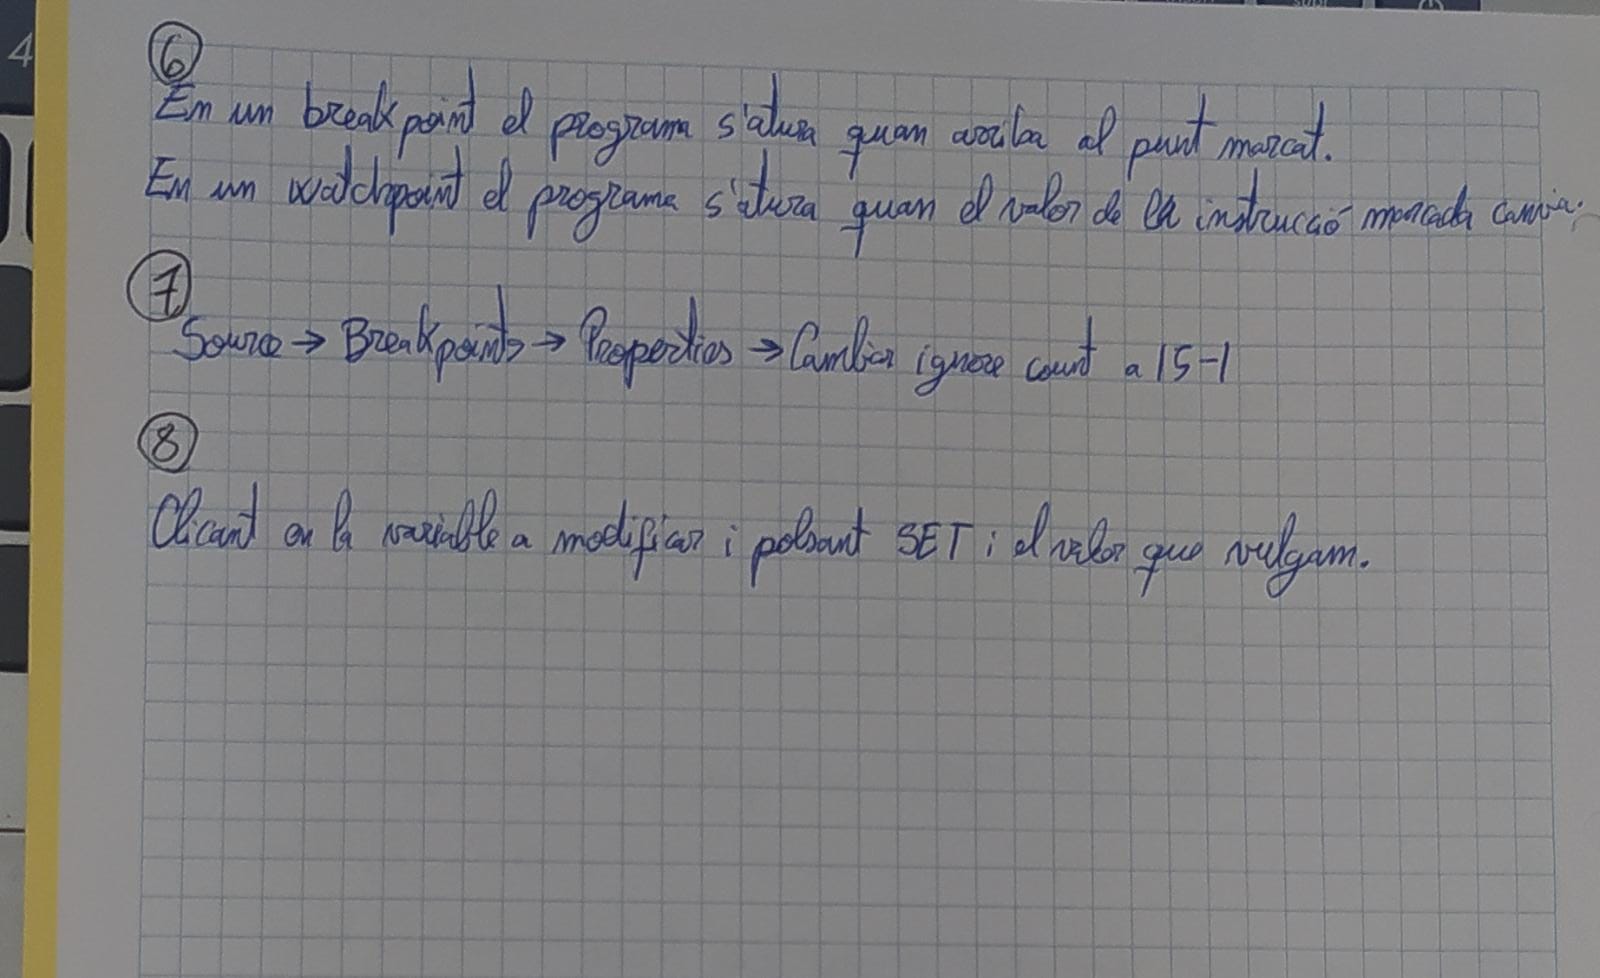 4
6
En un breakpoint el programa s'atura quan arriba al punt marcat.
En un watchpoint el programa s'atura quan el valor de la instrucció marcada canvia.
7
Source → Breakpoints → Properties → Cambiar ignore count a 15-1
8
Clicant en la variable a modificar i polsant SET i el valor que vulgam.